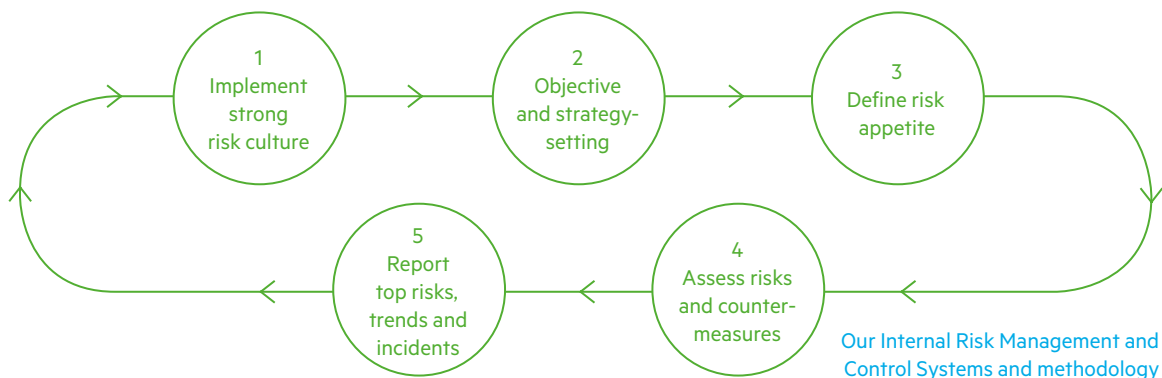 1
Implement
strong
risk culture
2
Objective
and strategy-
setting
3
Define risk
appetite
4
Assess risks
and counter-
measures
5
Report
top risks,
trends and
incidents
Our Internal Risk Management and
Control Systems and methodology